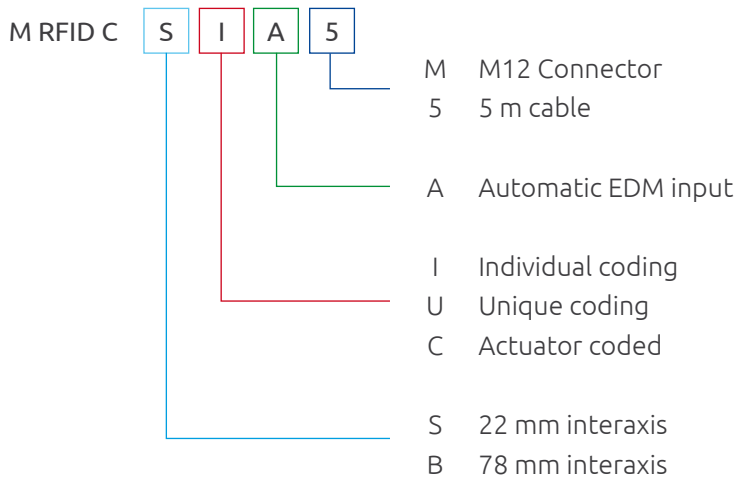 M RFID C S I A 5
M M12 Connector
5 5 m cable
A Automatic EDM input
I Individual coding
U Unique coding
C Actuator coded
S 22 mm interaxis
B 78 mm interaxis